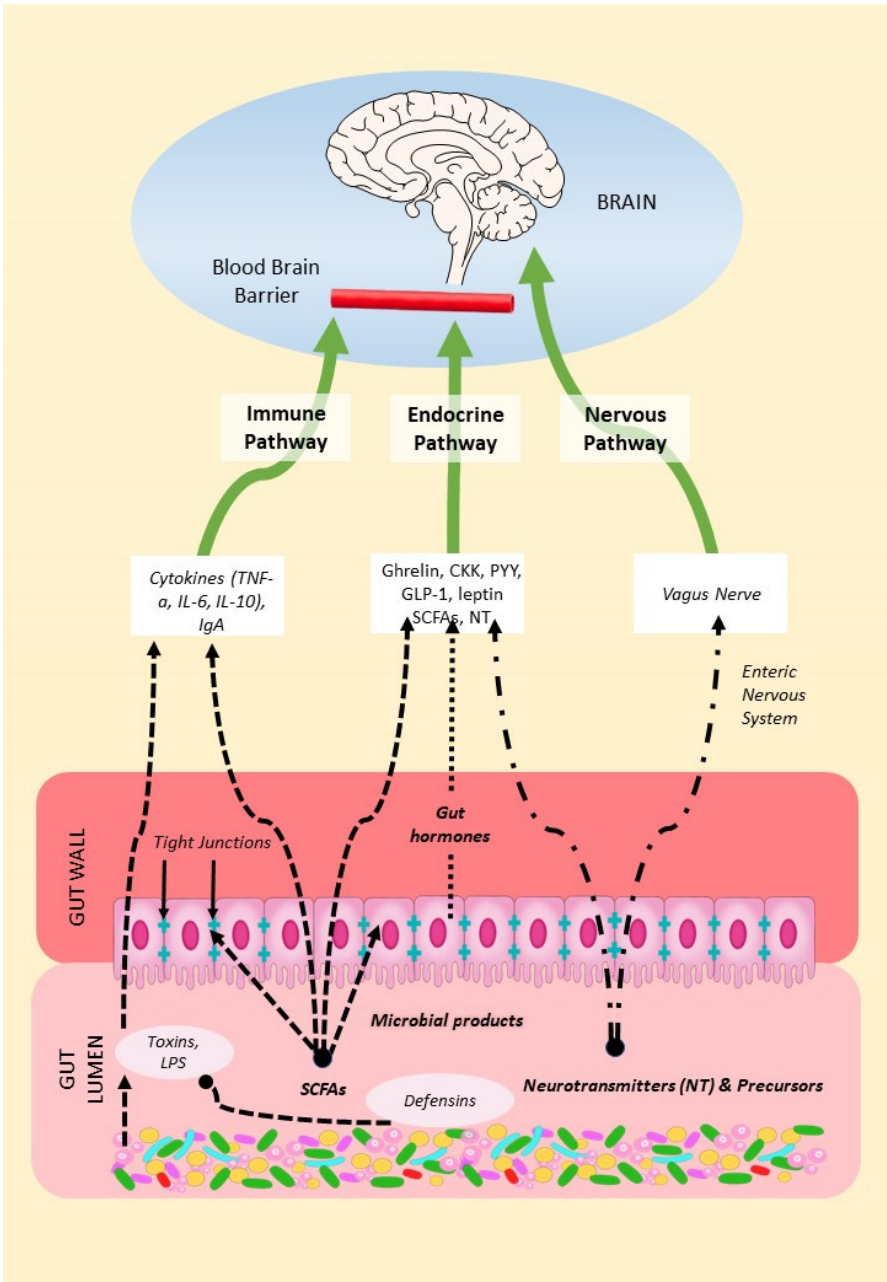 BRAIN
Blood Brain
Barrier
Immune
Pathway
Endocrine
Pathway
Nervous
Pathway
Cytokines (TNF-
a, IL-6, IL-10),
IgA
Ghrelin, CKK, PYY,
GLP-1, leptin
SCFAs, NT
Vagus Nerve
Enteric
Nervous
System
GUT WALL
Tight Junctions
Gut
hormones
GUT
LUMEN
Microbial products
Toxins,
LPS
SCFAs
Defensins
Neurotransmitters (NT) & Precursors